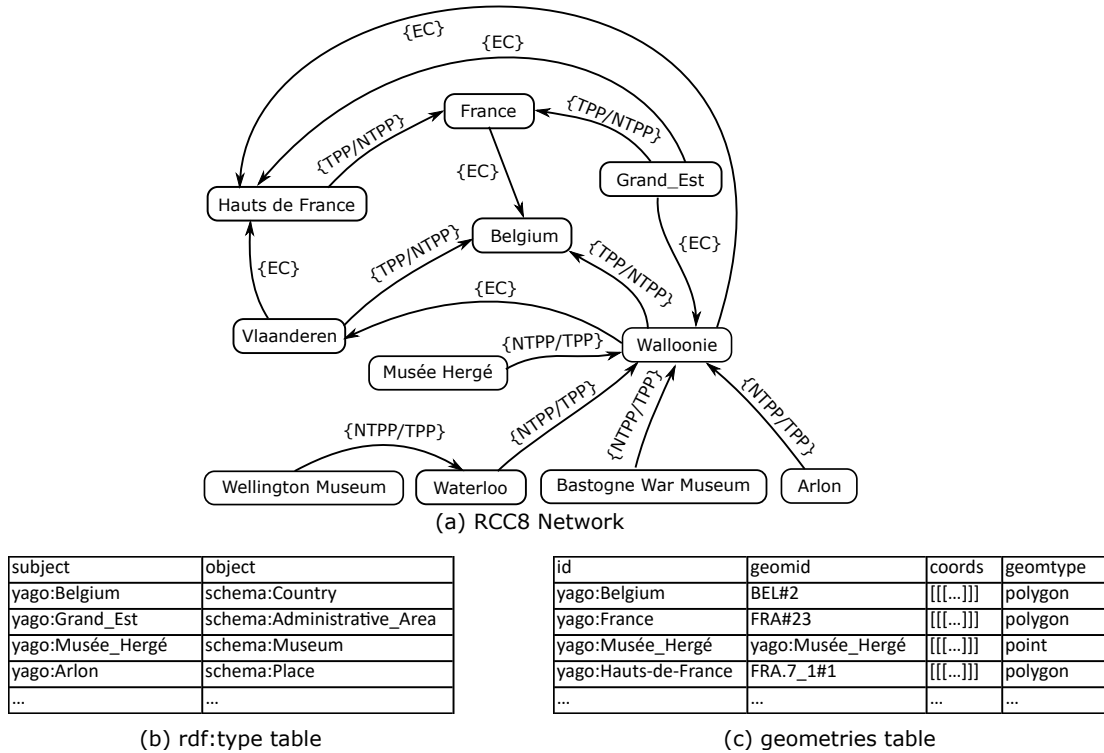 {EC}
{EC}
France
{TPP/NTPP}
{TPP/NTPP}
{EC}
Grand_Est
Hauts de France
Belgium
{EC}
{TPP/NTPP}
{TPP/NTPP}
{EC}
{EC}
Vlaanderen
Walloonie
{NTPP/TPP}
Musée Hergé
{NTPP/TPP}
{NTPP/TPP}
{NTPP/TPP}
{NTPP/TPP}
Wellington Museum
Waterloo
Bastogne War Museum
Arlon
(a) RCC8 Network
subject object
yago:Belgium schema:Country
yago:Grand_Est schema:Administrative_Area
yago:Musée_Hergé schema:Museum
yago:Arlon schema:Place
... ...
(b) rdf:type table
id geomid coords geomtype
yago:Belgium BEL#2 [[[...]]] polygon
yago:France FRA#23 [[[...]]] polygon
yago:Musée_Hergé yago:Musée_Hergé [[[...]]] point
yago:Hauts-de-France FRA.7_1#1 [[[...]]] polygon
... ... ... ...
(c) geometries table